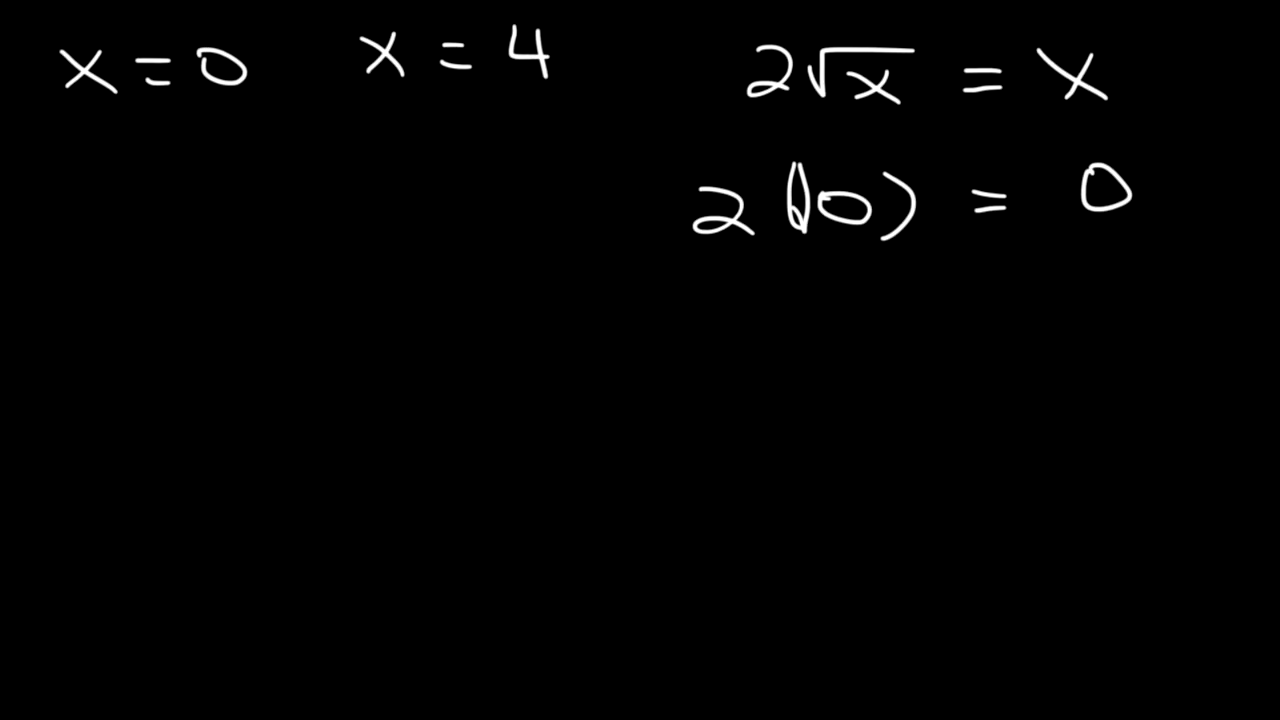 x = 0 x = 4 2√x = x
2(√0) = 0